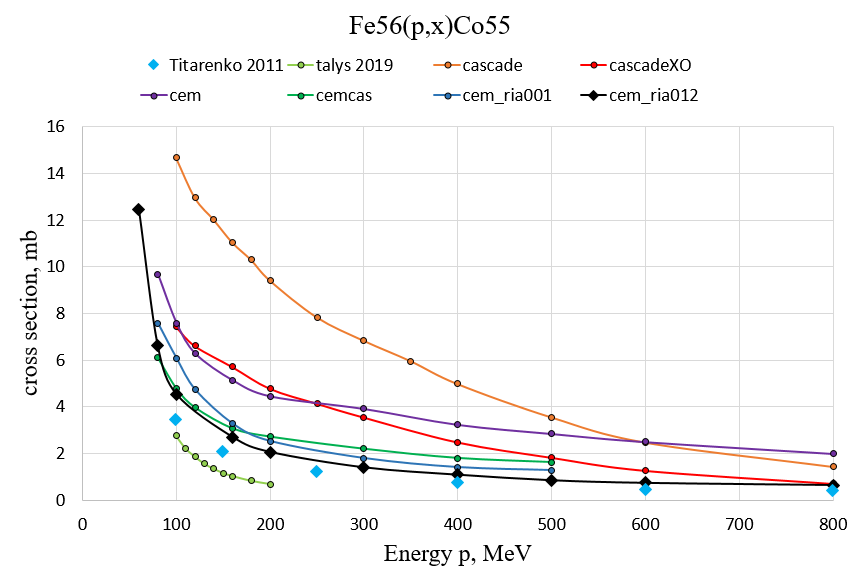 Fe56(p,x)Co55
Titarenko 2011 talys 2019 cascade cascadeXO
cem cemcas cem_ria001 cem_ria012
16
14
12
10
8
6
4
2
0
cross section, mb
0 100 200 300 400 500 600 700 800
Energy p, MeV